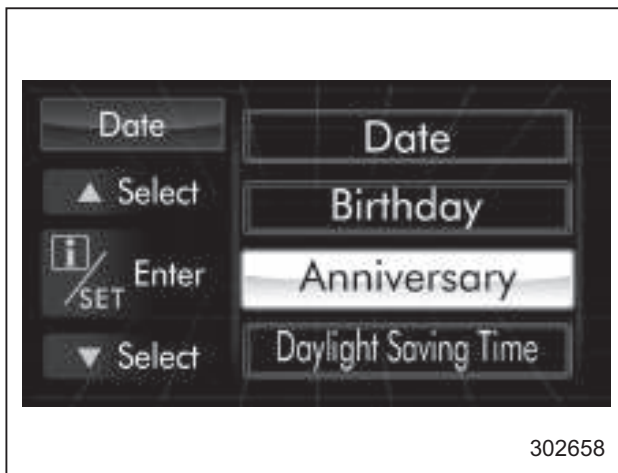 Date
▲ Select
i/SET Enter
▼ Select
Date
Birthday
Anniversary
Daylight Saving Time
302658